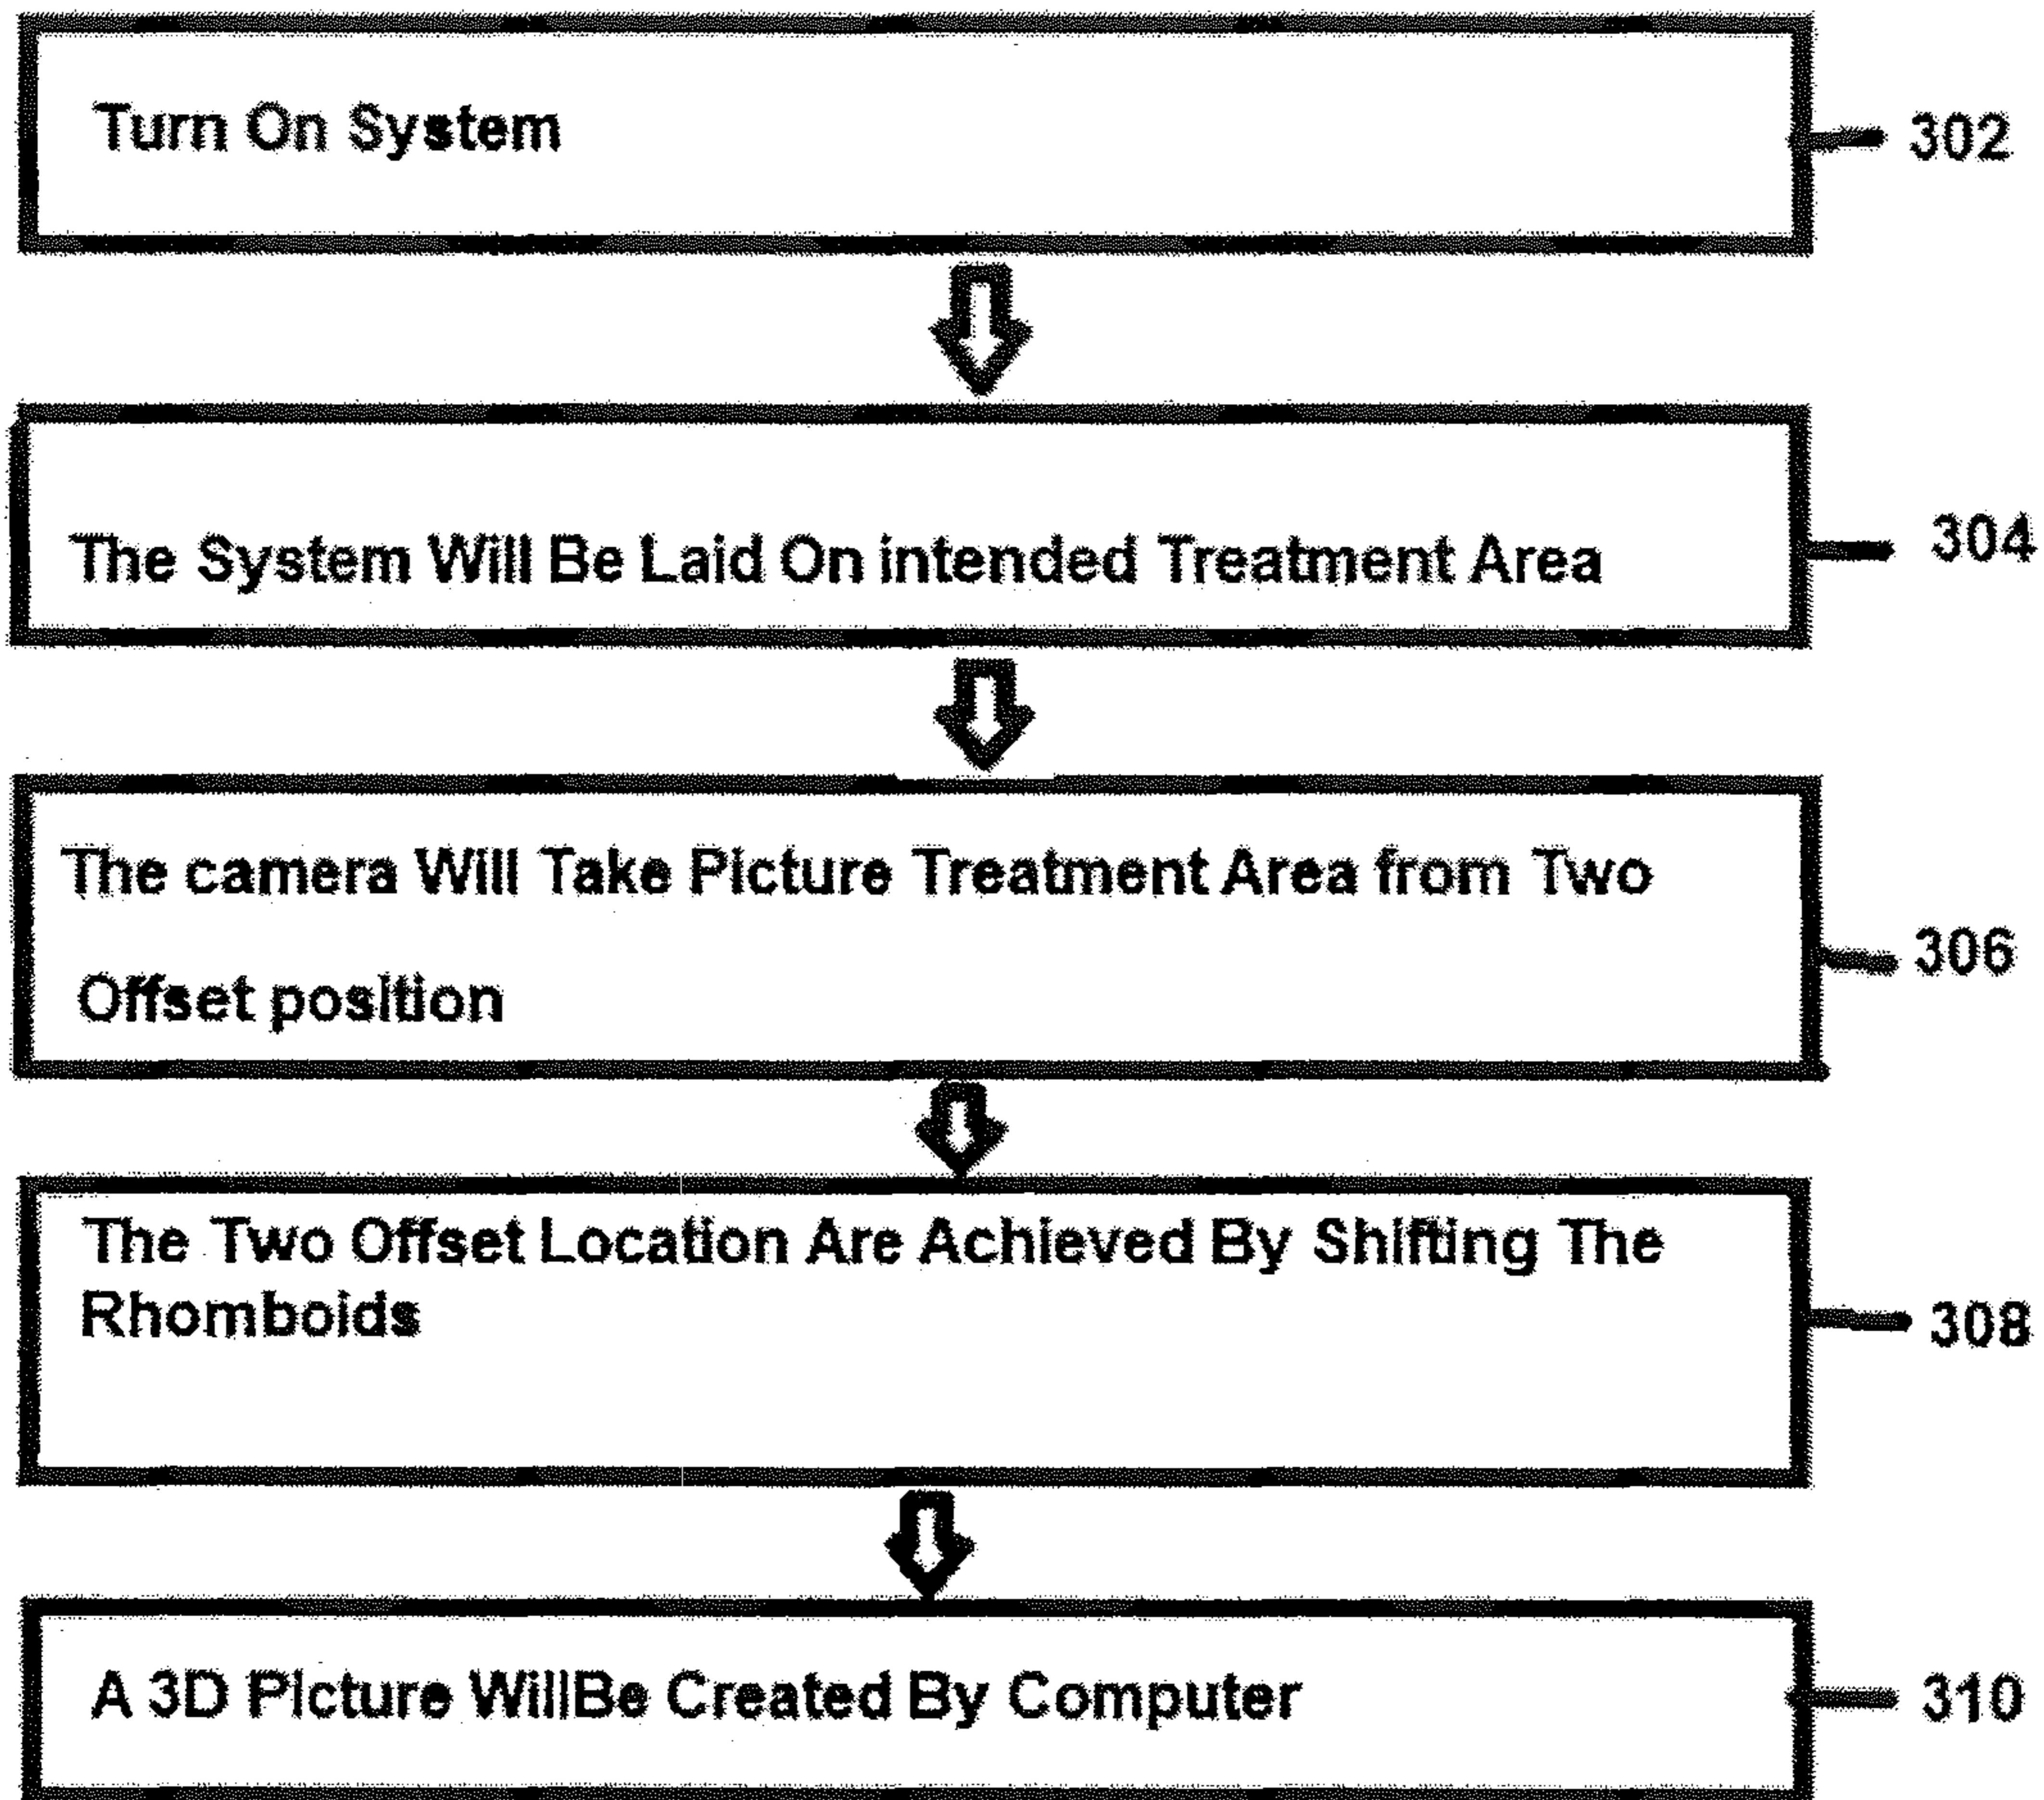 Turn On System
302
The System Will Be Laid On intended Treatment Area
304
The camera Will Take Picture Treatment Area from Two
Offset position
306
The Two Offset Location Are Achieved By Shifting The
Rhomboids
308
A 3D Picture WillBe Created By Computer
310